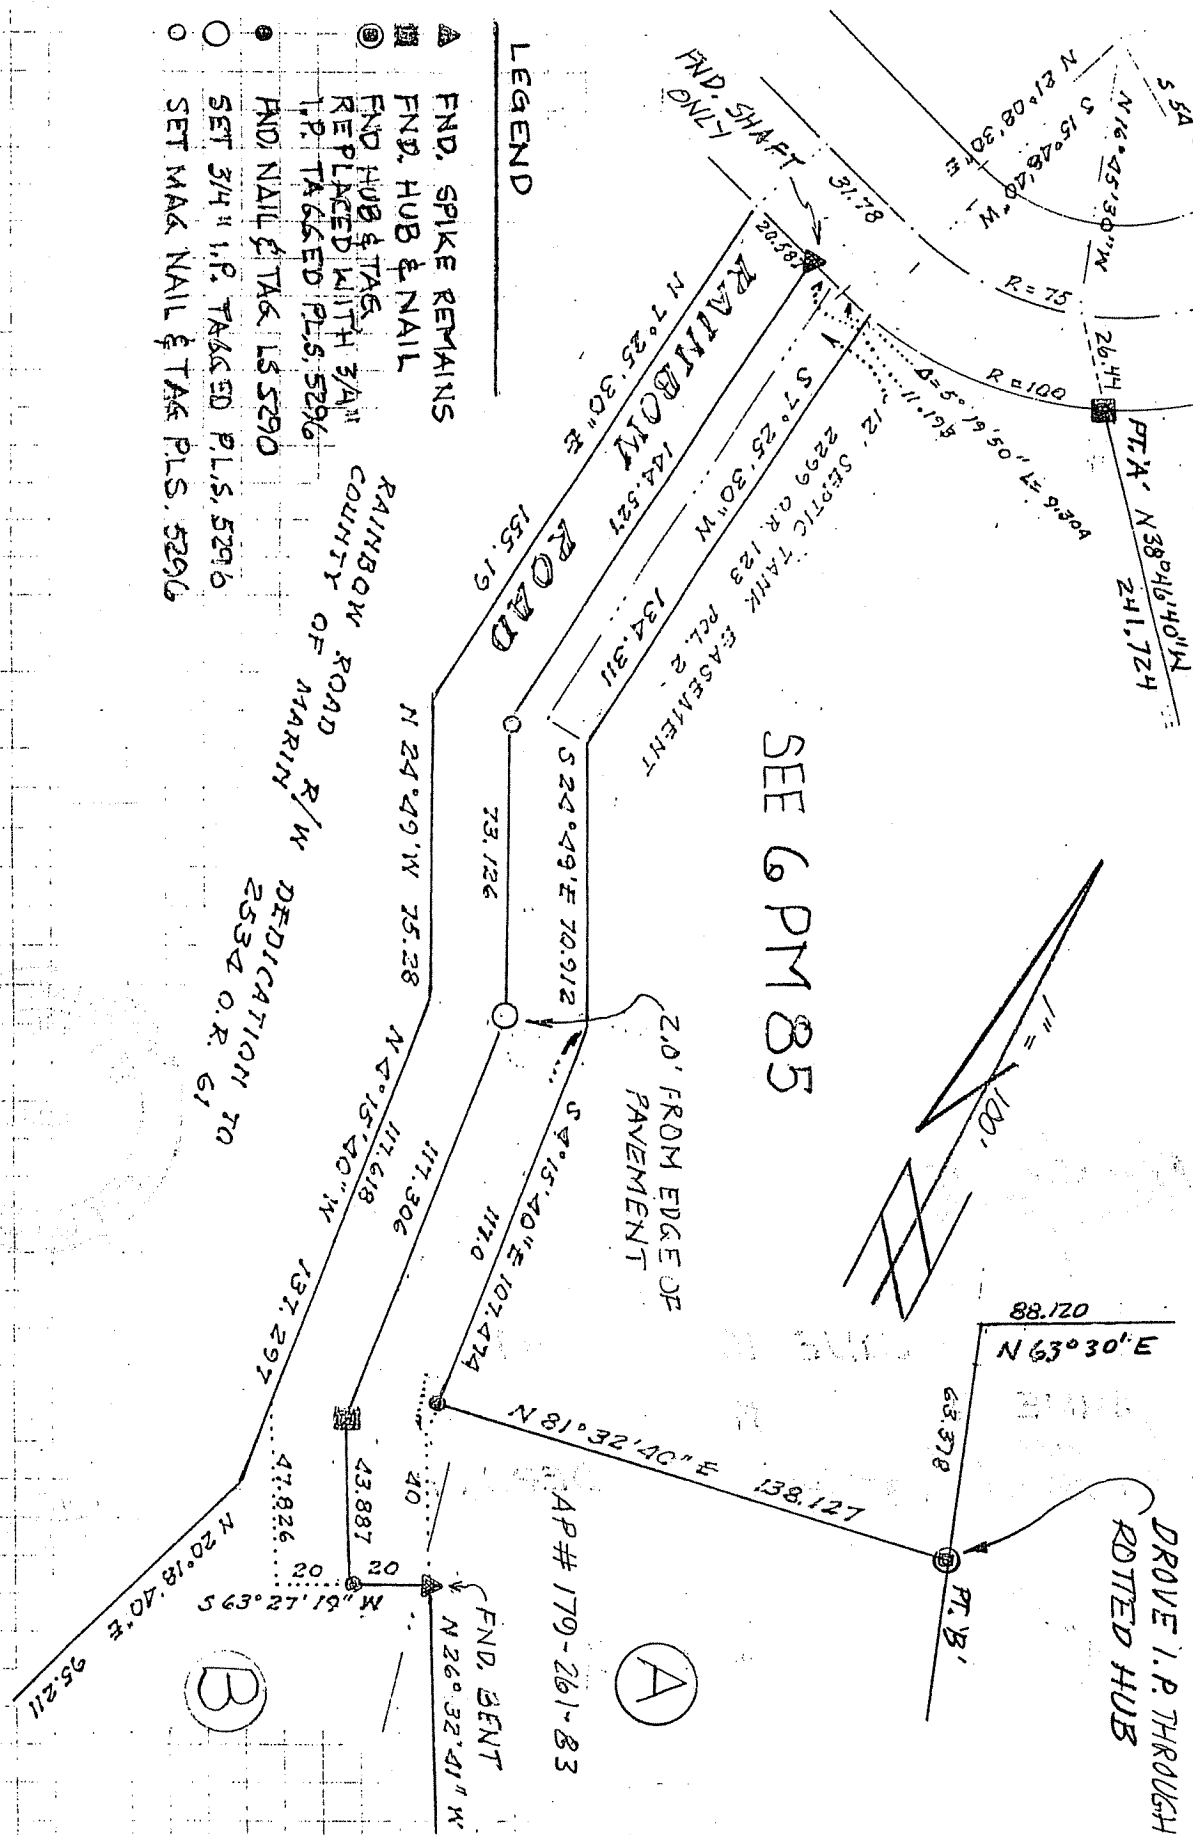 LEGEND
FND. SPIKE REMAINS
FND. HUB & NAIL
FND HUB & TAG
REPLACED WITH 3/4"
I.P. TAGGED P.L.S. 5296
FND. NAIL & TAG LS 5290
SET 3/4" I.P. TAGGED P.L.S. 5296
SET MAG NAIL & TAG P.L.S. 5296
FND. SHAFT
ONLY
S 54
N 16°45'30"W
S 15°48'40"W
N 21°08'30"E
31.78
R = 75
26.44
R = 100
PT. 'A'
N38°46'40"W
241.724
20.583
Δ= 5°19'50" L= 9.304
11.198
12' SEPTIC TANK EASEMENT
2299 O.R. 123
PCL. 2
S 7°25'30"W
134.311
144.527
RAINBOW ROAD
N 7°25'30"E
155.19
RAINBOW ROAD R/W DEDICATION TO
COUNTY OF MARIN
2534 O.R. 61
SEE 6 PM 85
S 24°49'E 70.912
73.126
N 24°49'W 75.28
2.0' FROM EDGE OF
PAVEMENT
1" = 100'
S 4°15'40"E 107.474
117.0
117.306
117.618
N 4°15'40"W
137.297
88.120
N 63°30'E
63.378
DROVE I.P. THROUGH
ROTTED HUB
PT. 'B'
N 81°32'40"E
138.127
AP# 179-261-83
A
40
43.887
47.826
20
20
S 63°27'19"W
FND. BENT
N 26°32'41"W
B
N 20°18'40"E
95.211